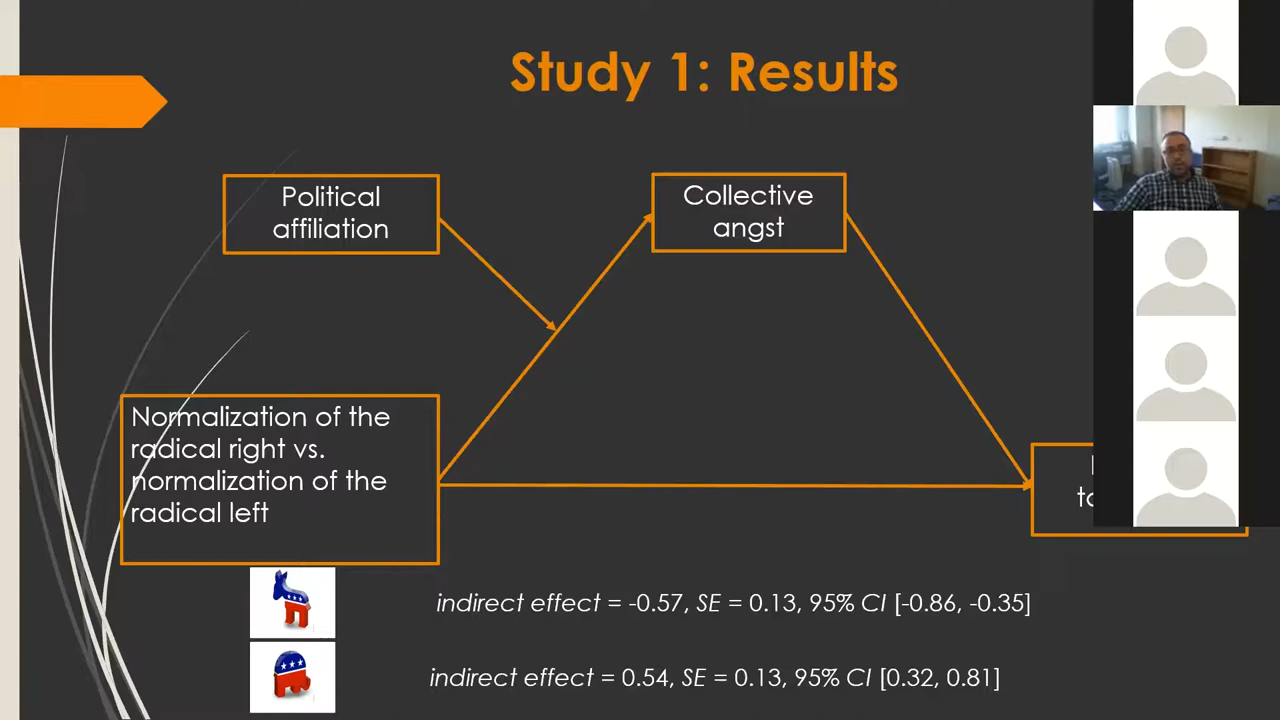 Study 1: Results
Political
affiliation
Collective
angst
Normalization of the
radical right vs.
normalization of the
radical left
indirect effect = -0.57, SE = 0.13, 95% CI [-0.86, -0.35]
indirect effect = 0.54, SE = 0.13, 95% CI [0.32, 0.81]